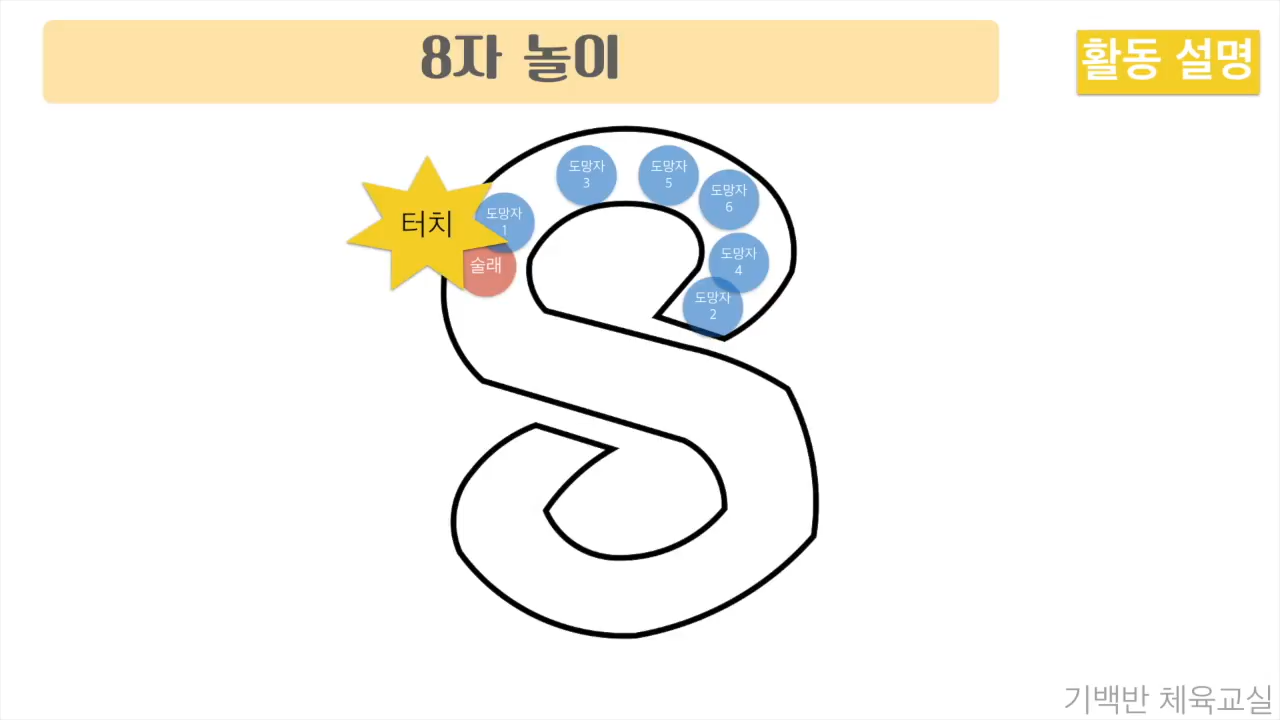 8자 놀이
활동 설명
도망자
3
도망자
5
도망자
6
도망자
1
터치
술래
도망자
4
도망자
2
기백반 체육교실